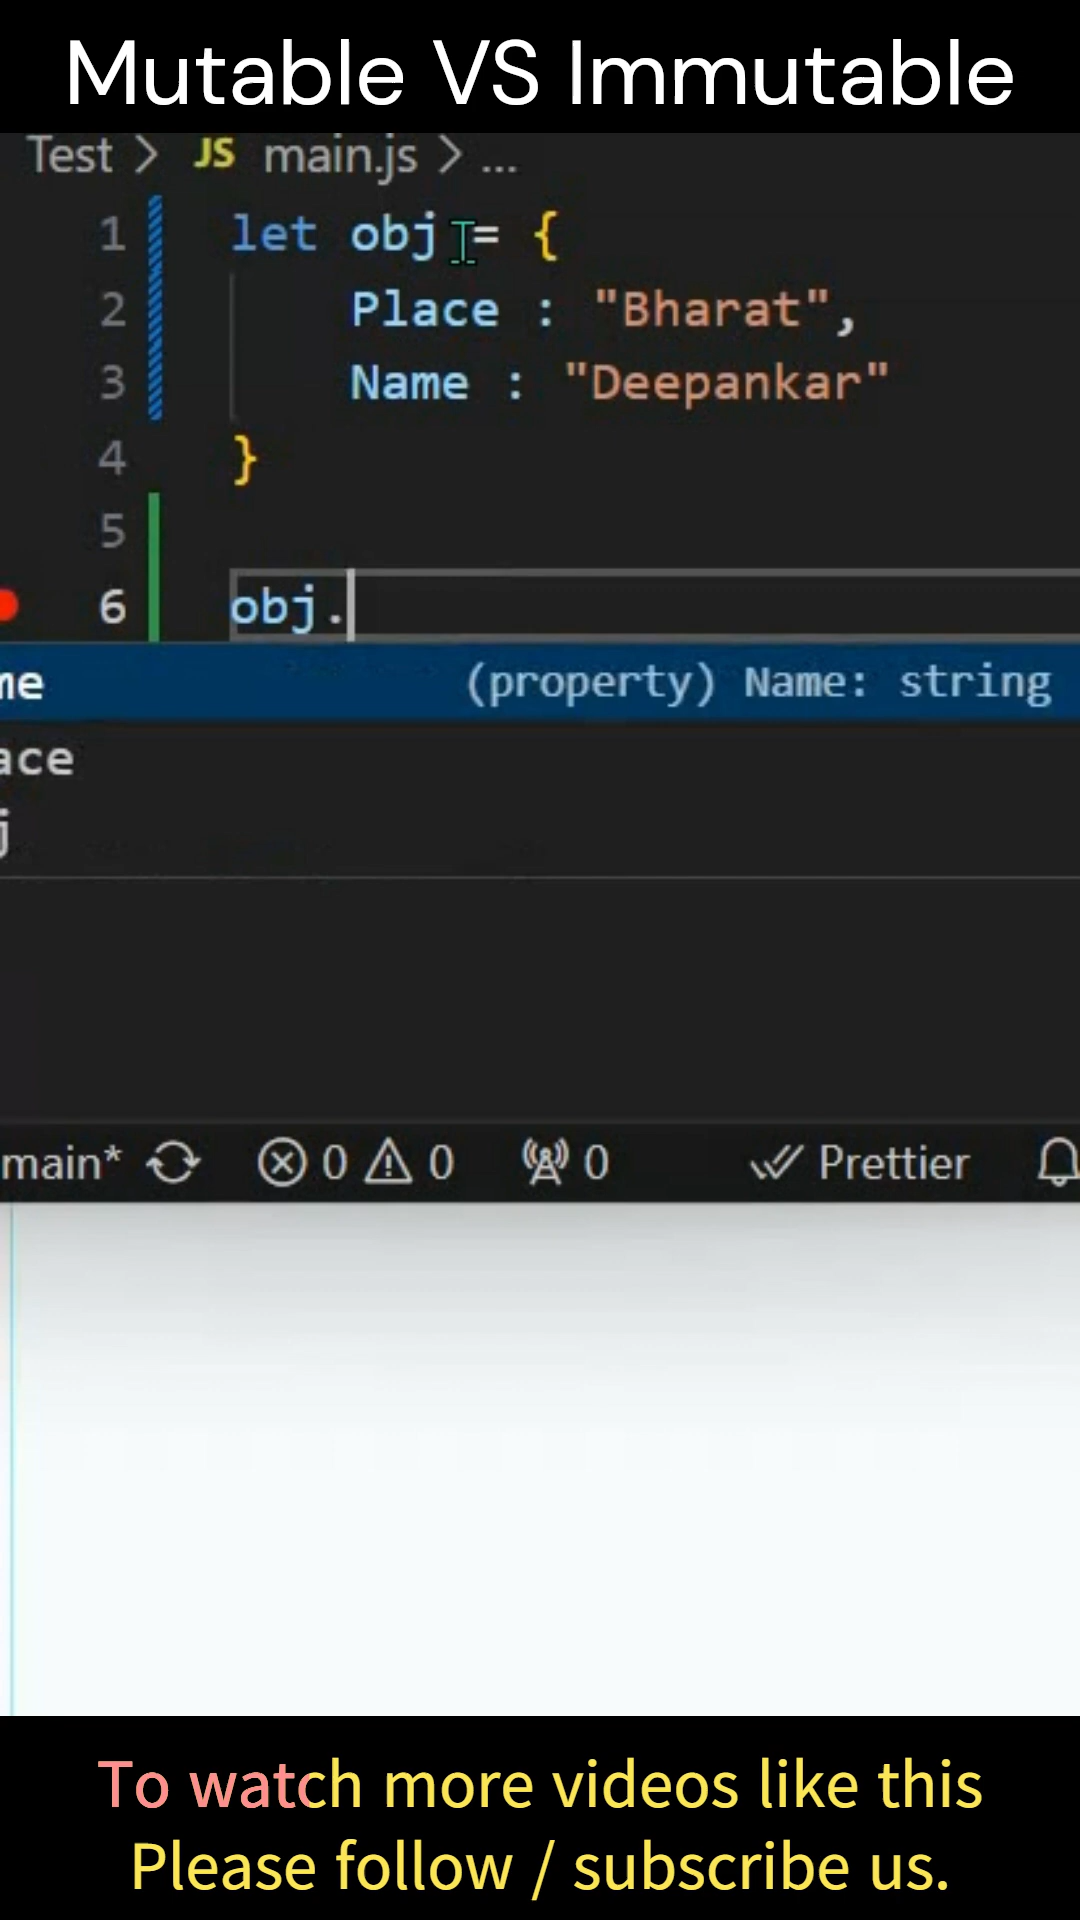 Mutable VS Immutable
Test > JS main.js > ...
1 let obj = {
2 Place : "Bharat",
3 Name : "Deepankar"
4 }
5
6 obj.
me (property) Name: string
ace
j
main* 0 0 0 Prettier
To watch more videos like this
Please follow / subscribe us.